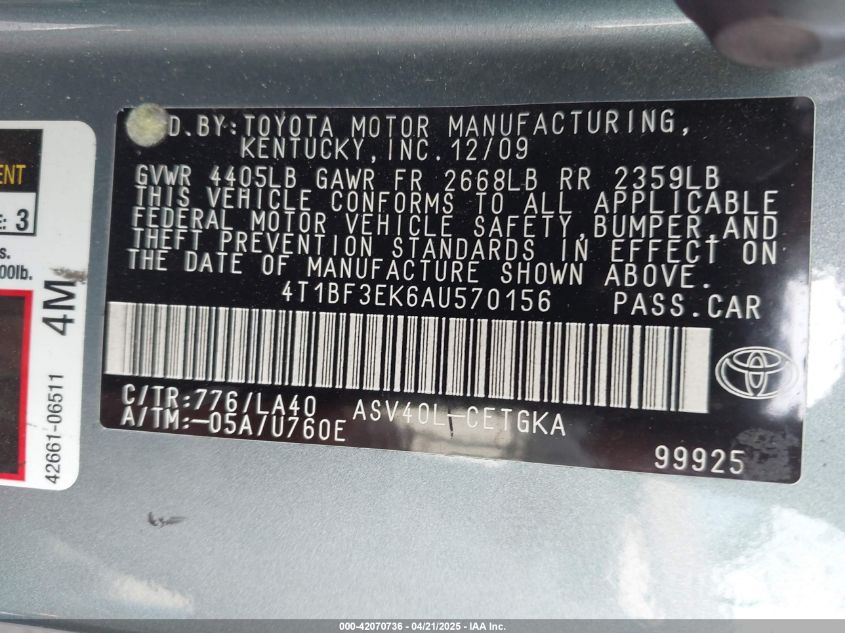 D.BY:TOYOTA MOTOR MANUFACTURING,
KENTUCKY,INC.12/09
GVWR 4405LB GAWR FR 2668LB RR 2359LB
THIS VEHICLE CONFORMS TO ALL APPLICABLE
FEDERAL MOTOR VEHICLE SAFETY,BUMPER,AND
THEFT PREVENTION STANDARDS IN EFFECT ON
THE DATE OF MANUFACTURE SHOWN ABOVE.
4T1BF3EK6AU570156 PASS.CAR
C/TR:776/LA40 ASV40L-CETGKA
A/TM:-05A/U760E
99925
ENT
E: 3
s.
00lb.
4M
42661-06511
000-42070736 - 04/21/2025 - IAA Inc.